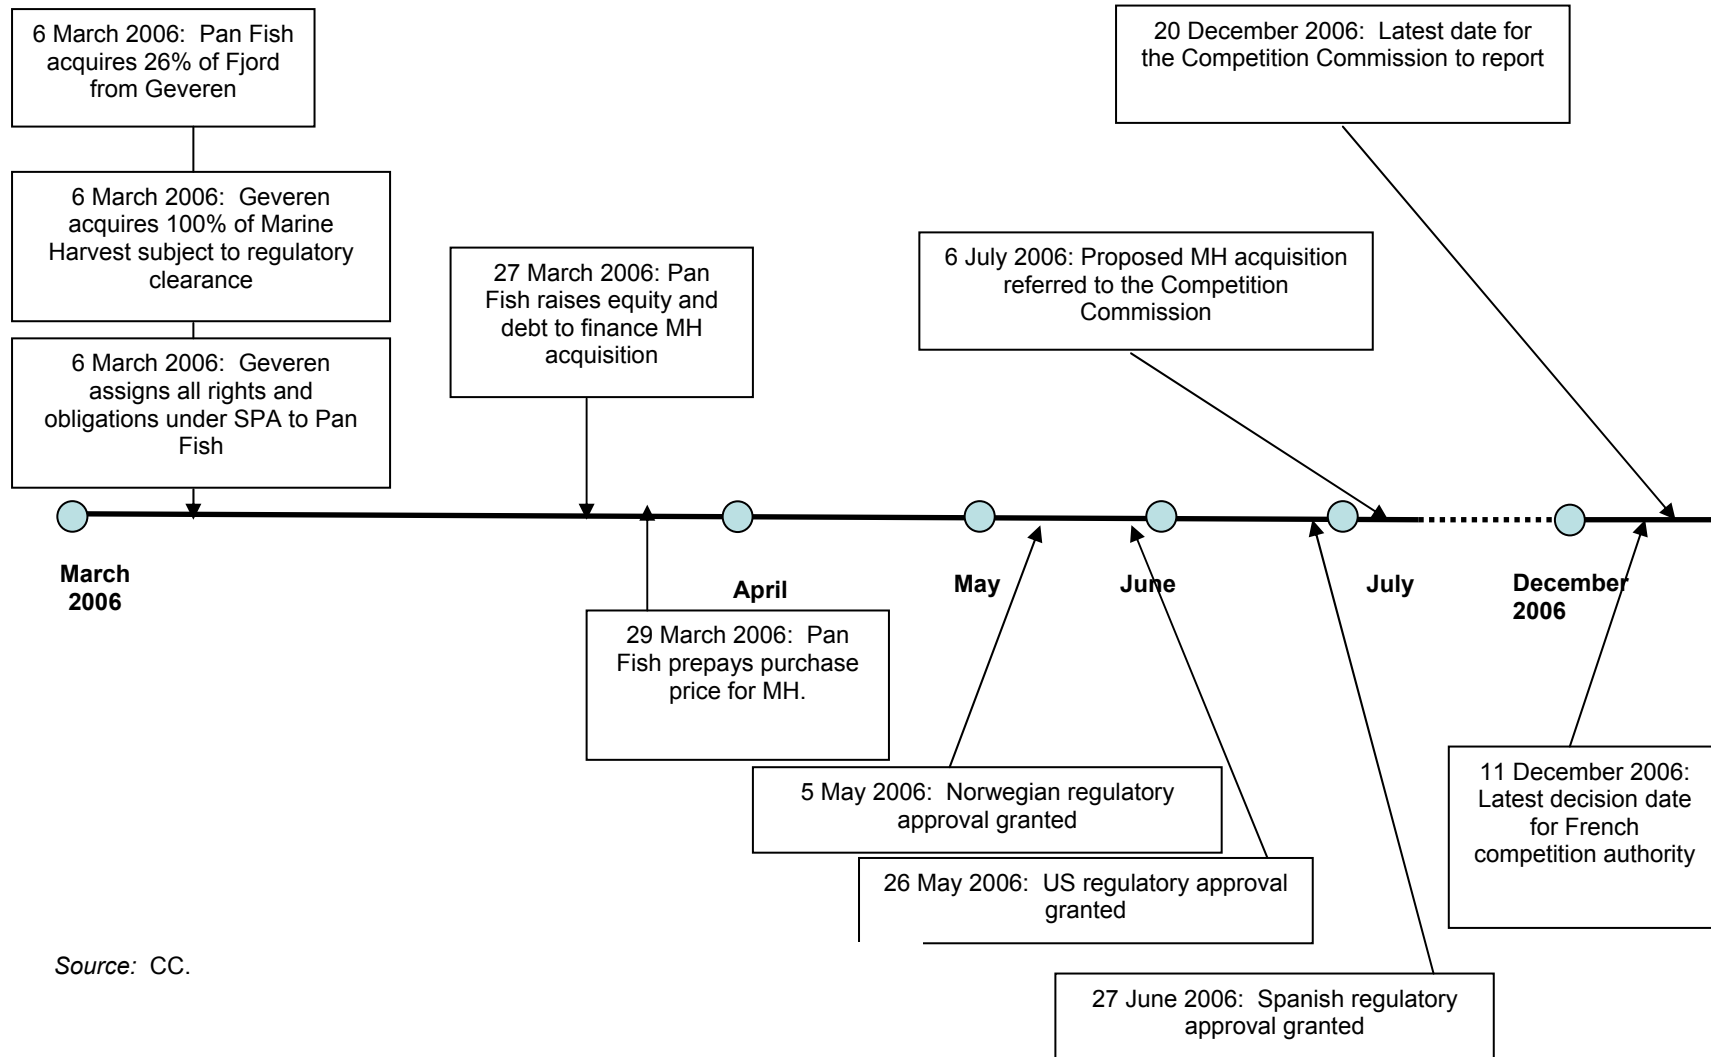 6 March 2006:  Pan Fish
acquires 26% of Fjord
from Geveren
6 March 2006:  Geveren
acquires 100% of Marine
Harvest subject to regulatory
clearance
6 March 2006:  Geveren
assigns all rights and
obligations under SPA to Pan
Fish
27 March 2006: Pan
Fish raises equity and
debt to finance MH
acquisition
20 December 2006:  Latest date for
the Competition Commission to report
6 July 2006: Proposed MH acquisition
referred to the Competition
Commission
March
2006
April
May
June
July
December
2006
29 March 2006:  Pan
Fish prepays purchase
price for MH.
5 May 2006:  Norwegian regulatory
approval granted
26 May 2006:  US regulatory approval
granted
27 June 2006:  Spanish regulatory
approval granted
11 December 2006:
Latest decision date
for French
competition authority
Source:  CC.